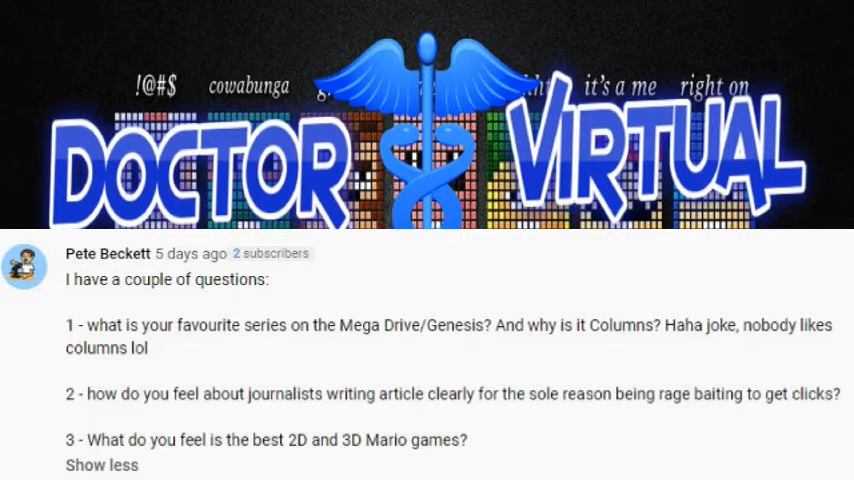 !@#$ cowabunga it's a me right on
DOCTOR VIRTUAL
Pete Beckett 5 days ago 2 subscribers
I have a couple of questions:
1 - what is your favourite series on the Mega Drive/Genesis? And why is it Columns? Haha joke, nobody likes
columns lol
2 - how do you feel about journalists writing article clearly for the sole reason being rage baiting to get clicks?
3 - What do you feel is the best 2D and 3D Mario games?
Show less